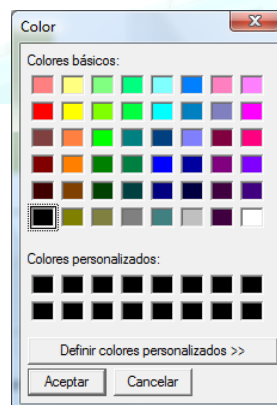 Color
Colores básicos:
Colores personalizados:
Definir colores personalizados >>
Aceptar
Cancelar